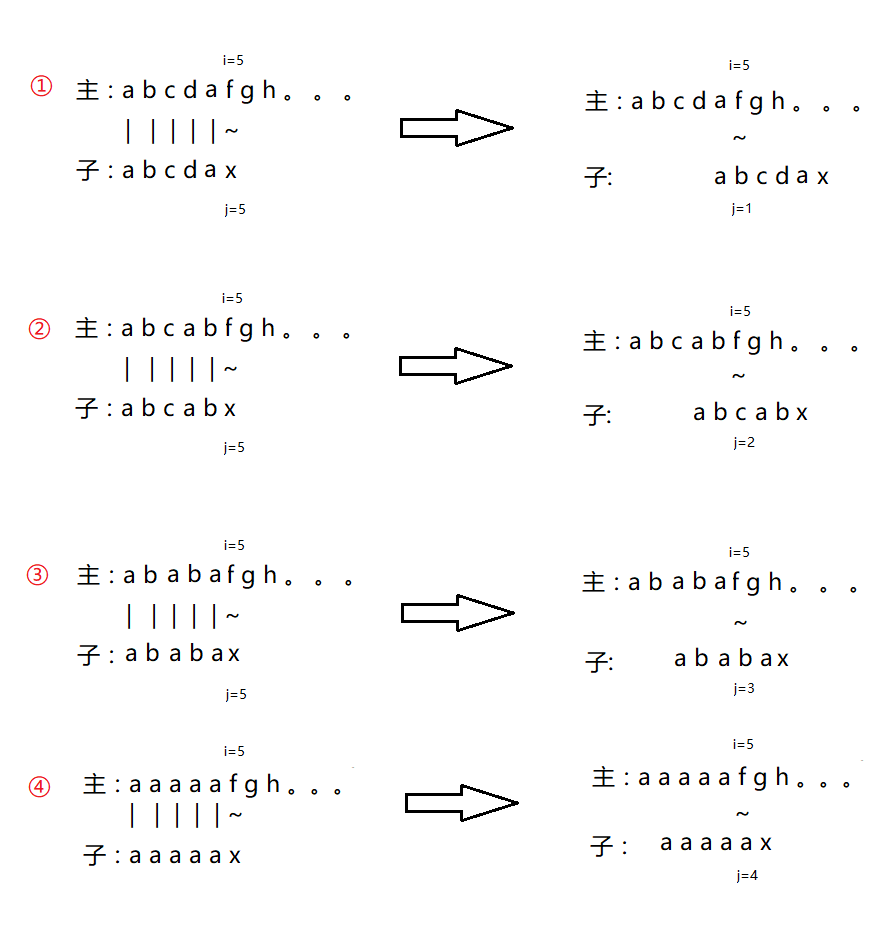 i=5
i=5
① 主 : a b c d a f g h 。 。 。
主 : a b c d a f g h 。 。 。
| | | | | ~
~
子 : a b c d a x
子: a b c d a x
j=5
j=1
i=5
i=5
② 主 : a b c a b f g h 。 。 。
主 : a b c a b f g h 。 。 。
| | | | | ~
~
子 : a b c a b x
子: a b c a b x
j=5
j=2
i=5
i=5
③ 主 : a b a b a f g h 。 。 。
主 : a b a b a f g h 。 。 。
| | | | | ~
~
子 : a b a b a x
子: a b a b a x
j=5
j=3
i=5
i=5
④ 主 : a a a a a f g h 。 。 。
主 : a a a a a f g h 。 。 。
| | | | | ~
~
子 : a a a a a x
子 : a a a a a x
j=4